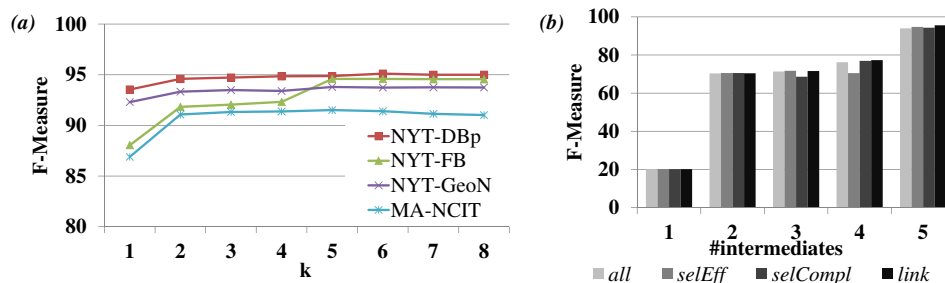 (a)
100
95
90
85
80
F-Measure
1 2 3 4 5 6 7 8
k
NYT-DBp
NYT-FB
NYT-GeoN
MA-NCIT
(b)
100
80
60
40
20
0
F-Measure
1 2 3 4 5
#intermediates
all selEff selCompl link